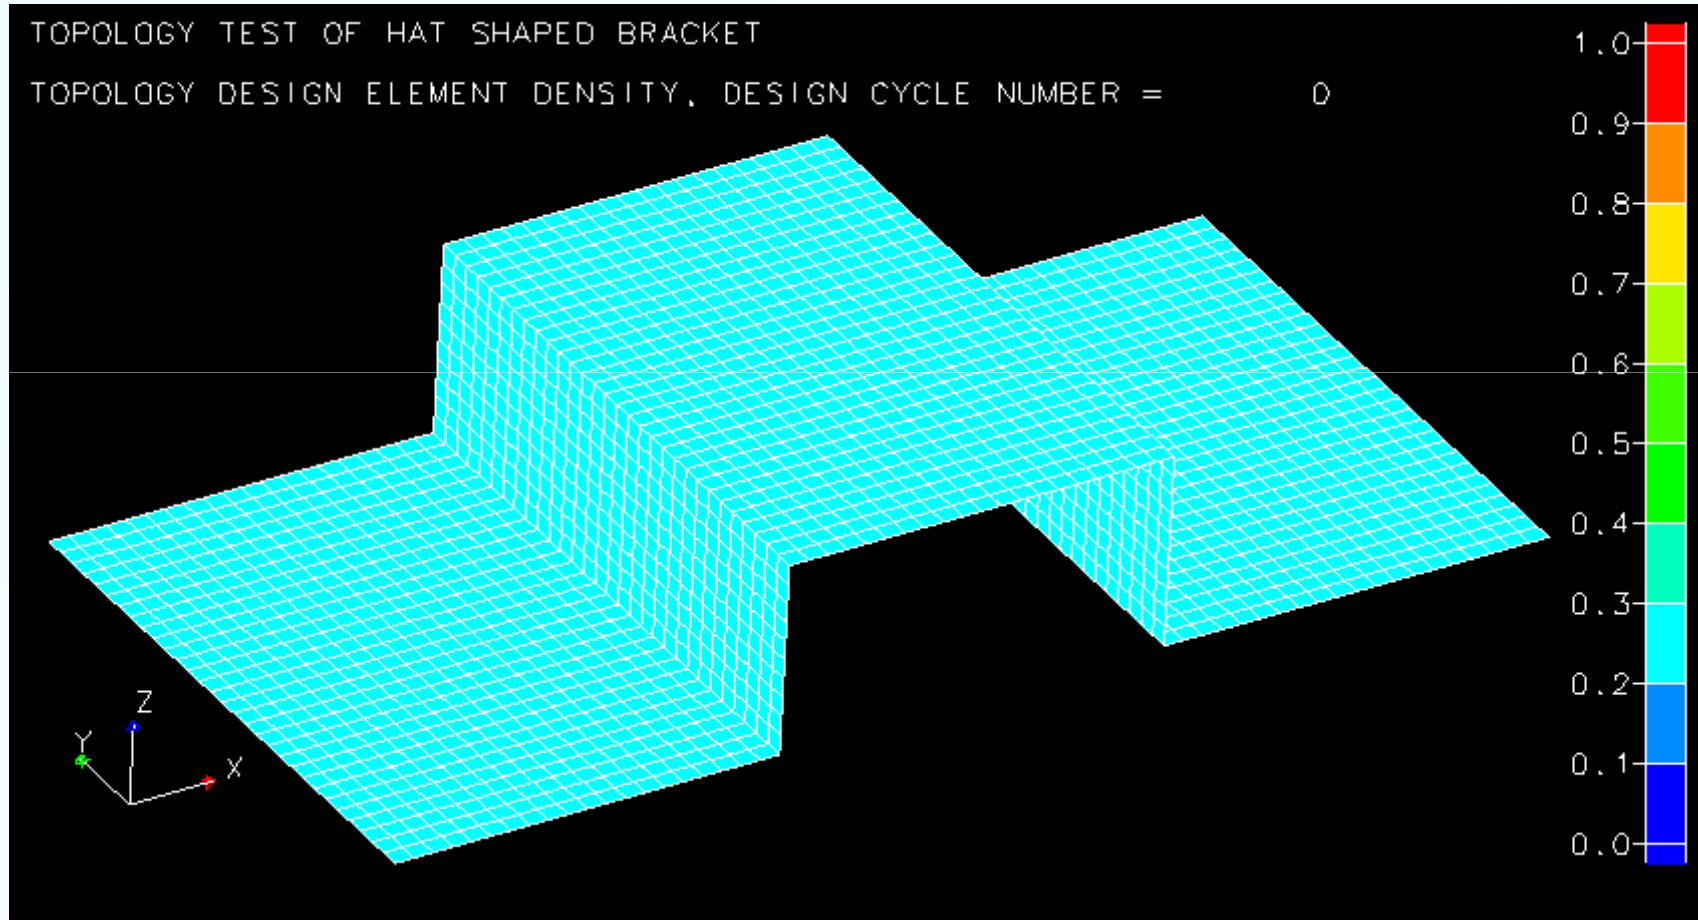 TOPOLOGY TEST OF HAT SHAPED BRACKET
TOPOLOGY DESIGN ELEMENT DENSITY, DESIGN CYCLE NUMBER = 0
1.0
0.9
0.8
0.7
0.6
0.5
0.4
0.3
0.2
0.1
0.0
Z
Y
X